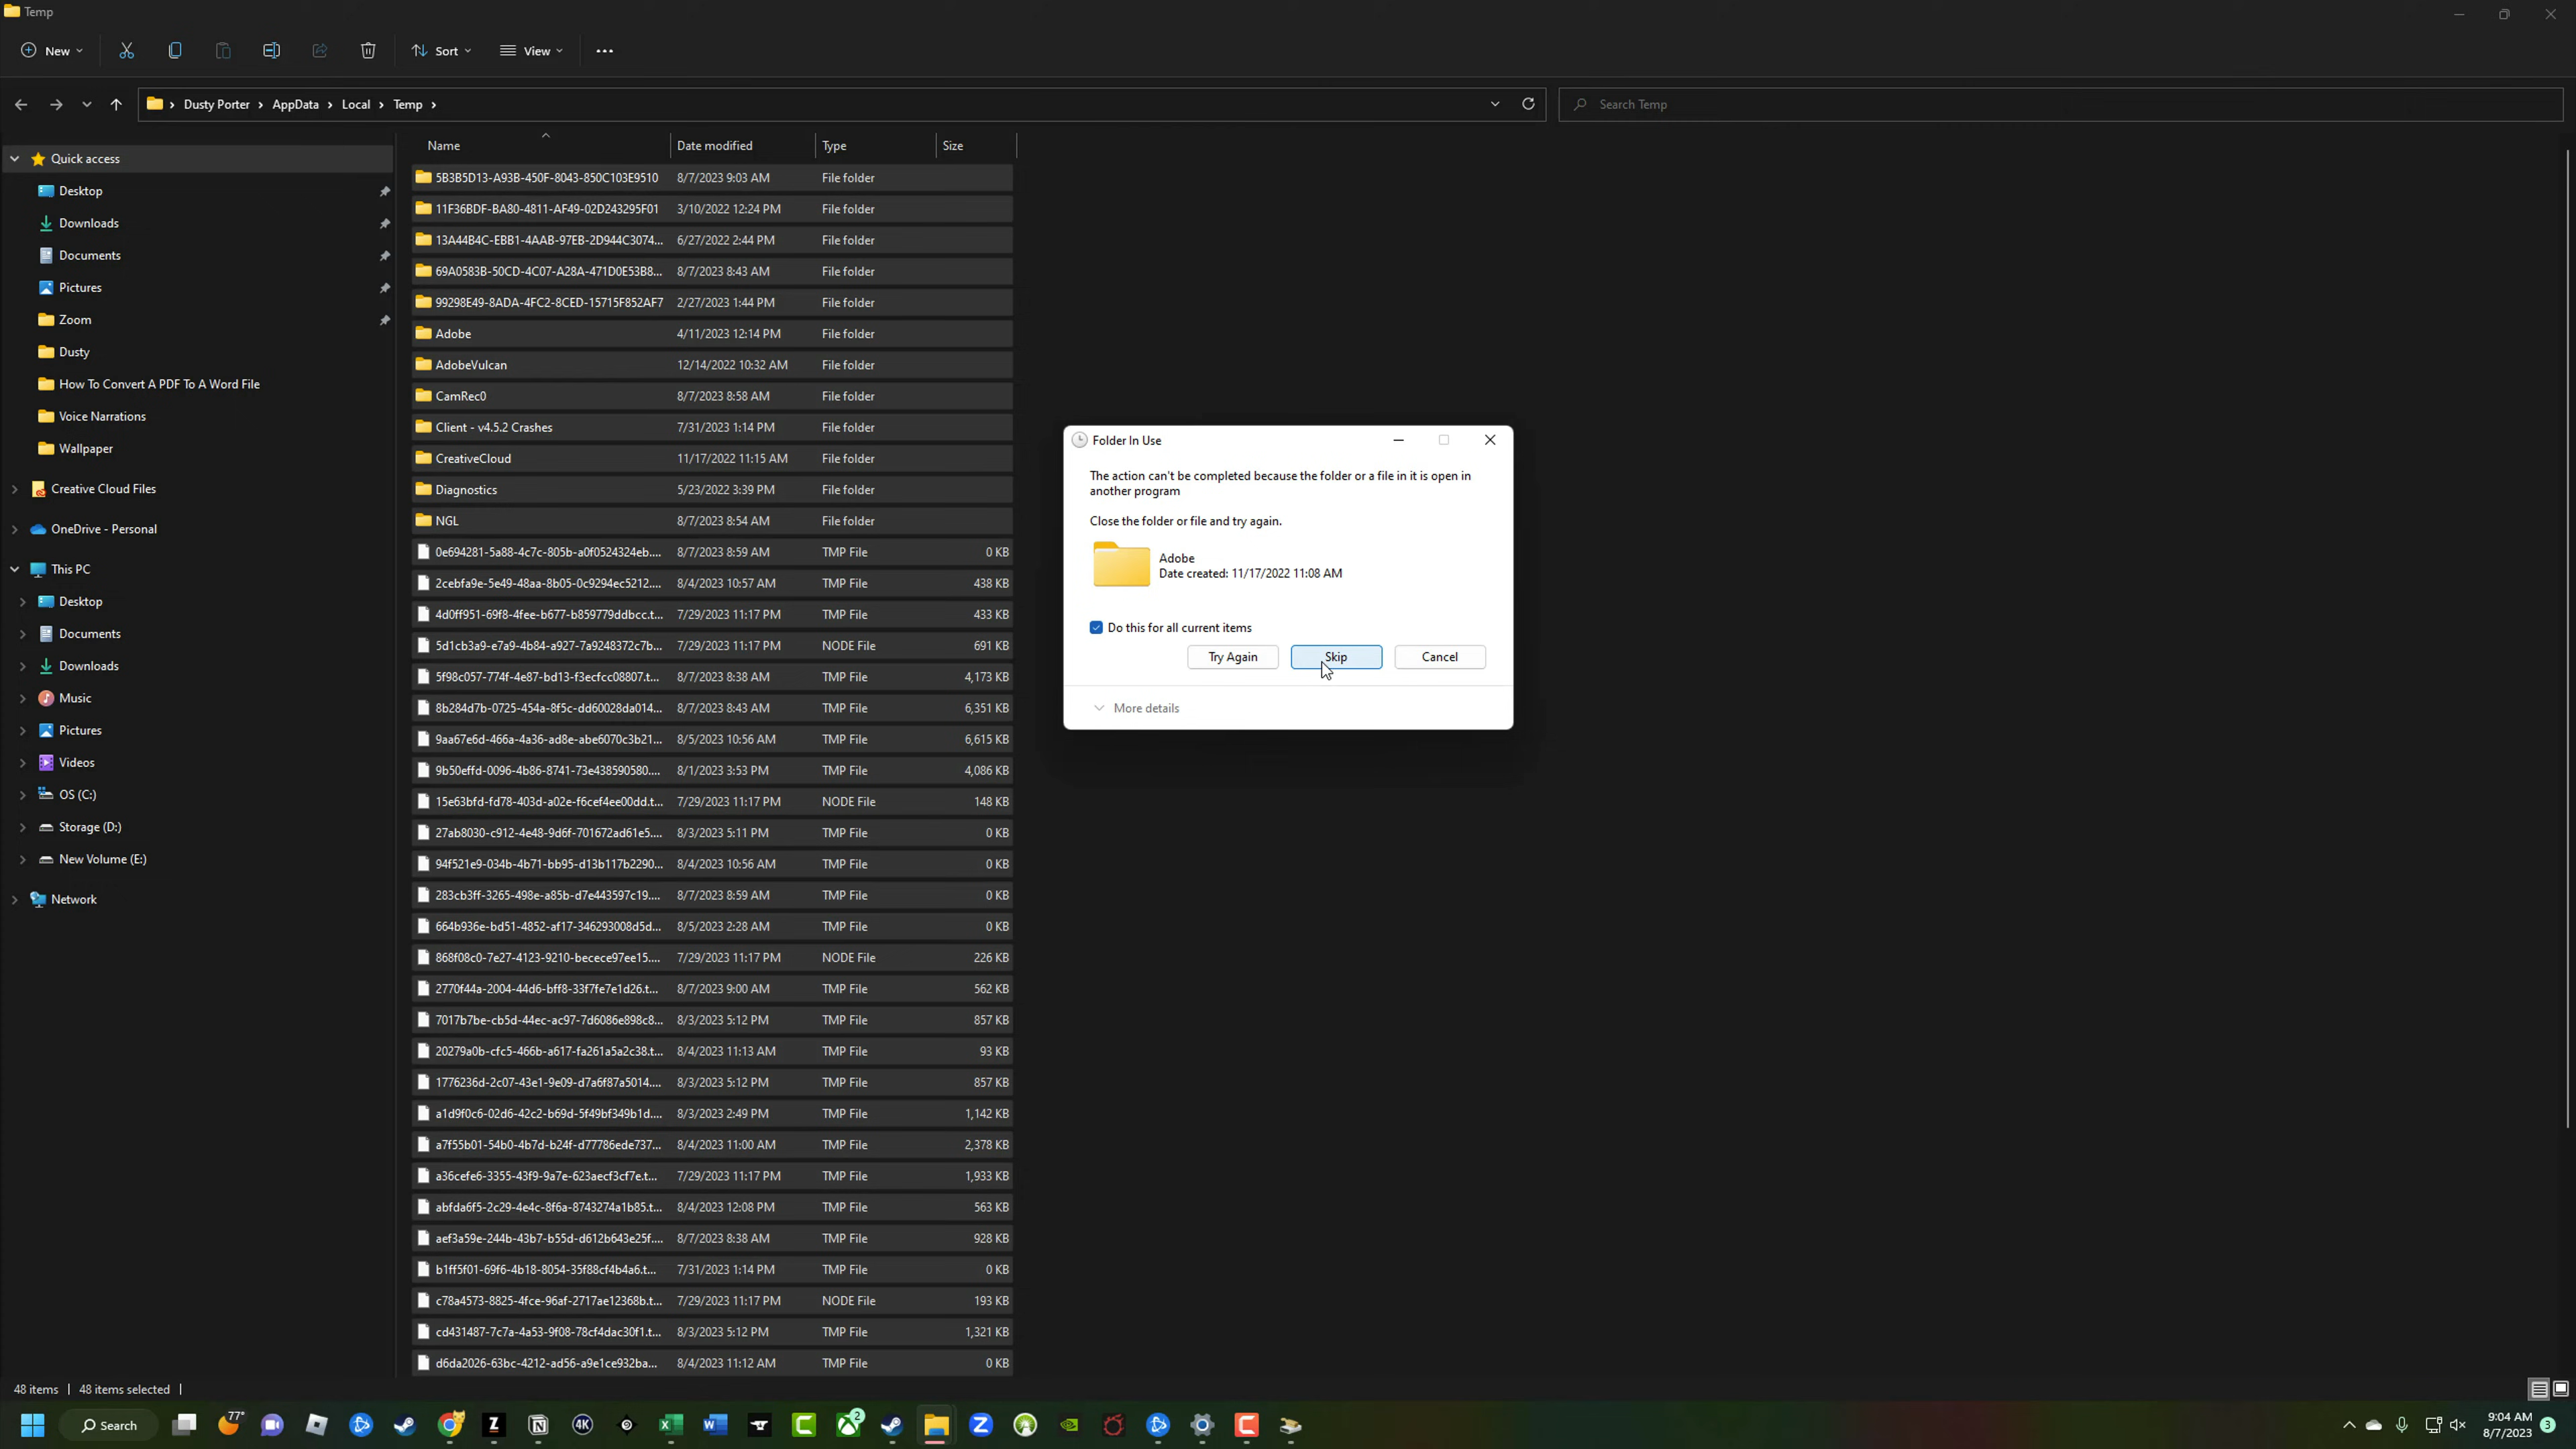 Temp
New
Sort
View
Dusty Porter
AppData
Local
Temp
Search Temp
Name
Date modified
Type
Size
Quick access
Desktop
Downloads
Documents
Pictures
Zoom
Dusty
How To Convert A PDF To A Word File
Voice Narrations
Wallpaper
Creative Cloud Files
OneDrive - Personal
This PC
Desktop
Documents
Downloads
Music
Pictures
Videos
OS (C:)
Storage (D:)
New Volume (E:)
Network
5B3B5D13-A93B-450F-8043-850C103E9510 8/7/2023 9:03 AM File folder
11F36BDF-BA80-4811-AF49-02D243295F01 3/10/2022 12:24 PM File folder
13A44B4C-EBB1-4AAB-97EB-2D944C3074... 6/27/2022 2:44 PM File folder
69A0583B-50CD-4C07-A28A-471D0E53B8... 8/7/2023 8:43 AM File folder
99298E49-8ADA-4FC2-8CED-15715F852AF7 2/27/2023 1:44 PM File folder
Adobe 4/11/2023 12:14 PM File folder
AdobeVulcan 12/14/2022 10:32 AM File folder
CamRec0 8/7/2023 8:58 AM File folder
Client - v4.5.2 Crashes 7/31/2023 1:14 PM File folder
CreativeCloud 11/17/2022 11:15 AM File folder
Diagnostics 5/23/2022 3:39 PM File folder
NGL 8/7/2023 8:54 AM File folder
0e694281-5a88-4c7c-805b-a0f0524324eb.... 8/7/2023 8:59 AM TMP File 0 KB
2cebfa9e-5e49-48aa-8b05-0c9294ec5212.... 8/4/2023 10:57 AM TMP File 438 KB
4d0ff951-69f8-4fee-b677-b859779ddbcc.t... 7/29/2023 11:17 PM TMP File 433 KB
5d1cb3a9-e7a9-4b84-a927-7a9248372c7b... 7/29/2023 11:17 PM NODE File 691 KB
5f98c057-774f-4e87-bd13-f3ecfcc08807.t... 8/7/2023 8:38 AM TMP File 4,173 KB
8b284d7b-0725-454a-8f5c-dd60028da014... 8/7/2023 8:43 AM TMP File 6,351 KB
9aa67e6d-466a-4a36-ad8e-abe6070c3b21... 8/5/2023 10:56 AM TMP File 6,615 KB
9b50effd-0096-4b86-8741-73e438590580.... 8/1/2023 3:53 PM TMP File 4,086 KB
15e63bfd-fd78-403d-a02e-f6cef4ee00dd.t... 7/29/2023 11:17 PM NODE File 148 KB
27ab8030-c912-4e48-9d6f-701672ad61e5.... 8/3/2023 5:11 PM TMP File 0 KB
94f521e9-034b-4b71-bb95-d13b117b2290... 8/4/2023 10:56 AM TMP File 0 KB
283cb3ff-3265-498e-a85b-d7e443597c19.... 8/7/2023 8:59 AM TMP File 0 KB
664b936e-bd51-4852-af17-346293008d5d... 8/5/2023 2:28 AM TMP File 0 KB
868f08c0-7e27-4123-9210-becece97ee15.... 7/29/2023 11:17 PM NODE File 226 KB
2770f44a-2004-44d6-bff8-33f7fe7e1d26.t... 8/7/2023 9:00 AM TMP File 562 KB
7017b7be-cb5d-44ec-ac97-7d6086e898c8... 8/3/2023 5:12 PM TMP File 857 KB
20279a0b-cfc5-466b-a617-fa261a5a2c38.t... 8/4/2023 11:13 AM TMP File 93 KB
1776236d-2c07-43e1-9e09-d7a6f87a5014.... 8/3/2023 5:12 PM TMP File 857 KB
a1d9f0c6-02d6-42c2-b69d-5f49bf349b1d.... 8/3/2023 2:49 PM TMP File 1,142 KB
a7f55b01-54b0-4b7d-b24f-d77786ede737... 8/4/2023 11:00 AM TMP File 2,378 KB
a36cefe6-3355-43f9-9a7e-623aecf3cf7e.t... 7/29/2023 11:17 PM TMP File 1,933 KB
abfda6f5-2c29-4e4c-8f6a-8743274a1b85.t... 8/4/2023 12:08 PM TMP File 563 KB
aef3a59e-244b-43b7-b55d-d612b643e25f.... 8/7/2023 8:38 AM TMP File 928 KB
b1ff5f01-69f6-4b18-8054-35f88cf4b4a6.t... 7/31/2023 1:14 PM TMP File 0 KB
c78a4573-8825-4fce-96af-2717ae12368b.t... 7/29/2023 11:17 PM NODE File 193 KB
cd431487-7c7a-4a53-9f08-78cf4dac30f1.t... 8/3/2023 5:12 PM TMP File 1,321 KB
d6da2026-63bc-4212-ad56-a9e1ce932ba... 8/4/2023 11:12 AM TMP File 0 KB
Folder In Use
The action can't be completed because the folder or a file in it is open in
another program
Close the folder or file and try again.
Adobe
Date created: 11/17/2022 11:08 AM
Do this for all current items
Try Again
Skip
Cancel
More details
48 items
48 items selected
Search
77°
4K
2
9:04 AM
8/7/2023
3